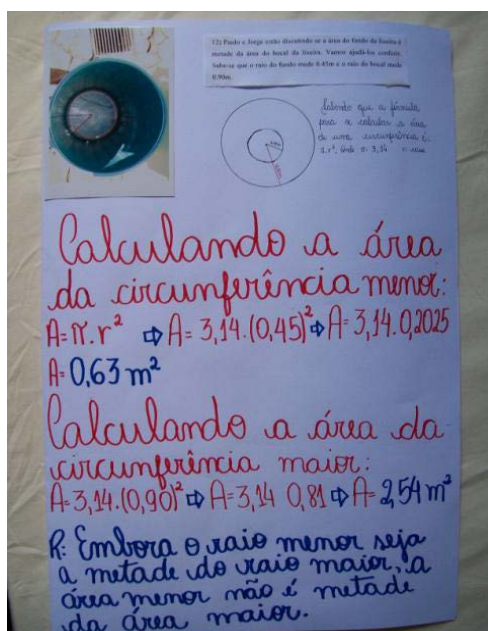 12) Paulo e Jorge estão discutindo se a área do fundo da lixeira é
metade da área do bocal da lixeira. Vamos ajudá-los
Sabe-se que o raio do fundo mede 0.45m e o raio do bocal mede
0.90m.
Sabendo que a fórmula
para se calcular a área
de uma circunferência é:
π.r², 3,14 o raio
Calculando a área
da circunferência menor:
A=π.r² ⇨ A= 3,14.(0,45)² ⇨ A= 3,14.0,2025
A= 0,63 m²
Calculando a área da
circunferência maior:
A=3,14.(0,90)² ⇨ A=3,14 0,81 ⇨ A= 2,54 m²
R: Embora o raio menor seja
a metade do raio maior, a
área menor não é metade
da área maior.